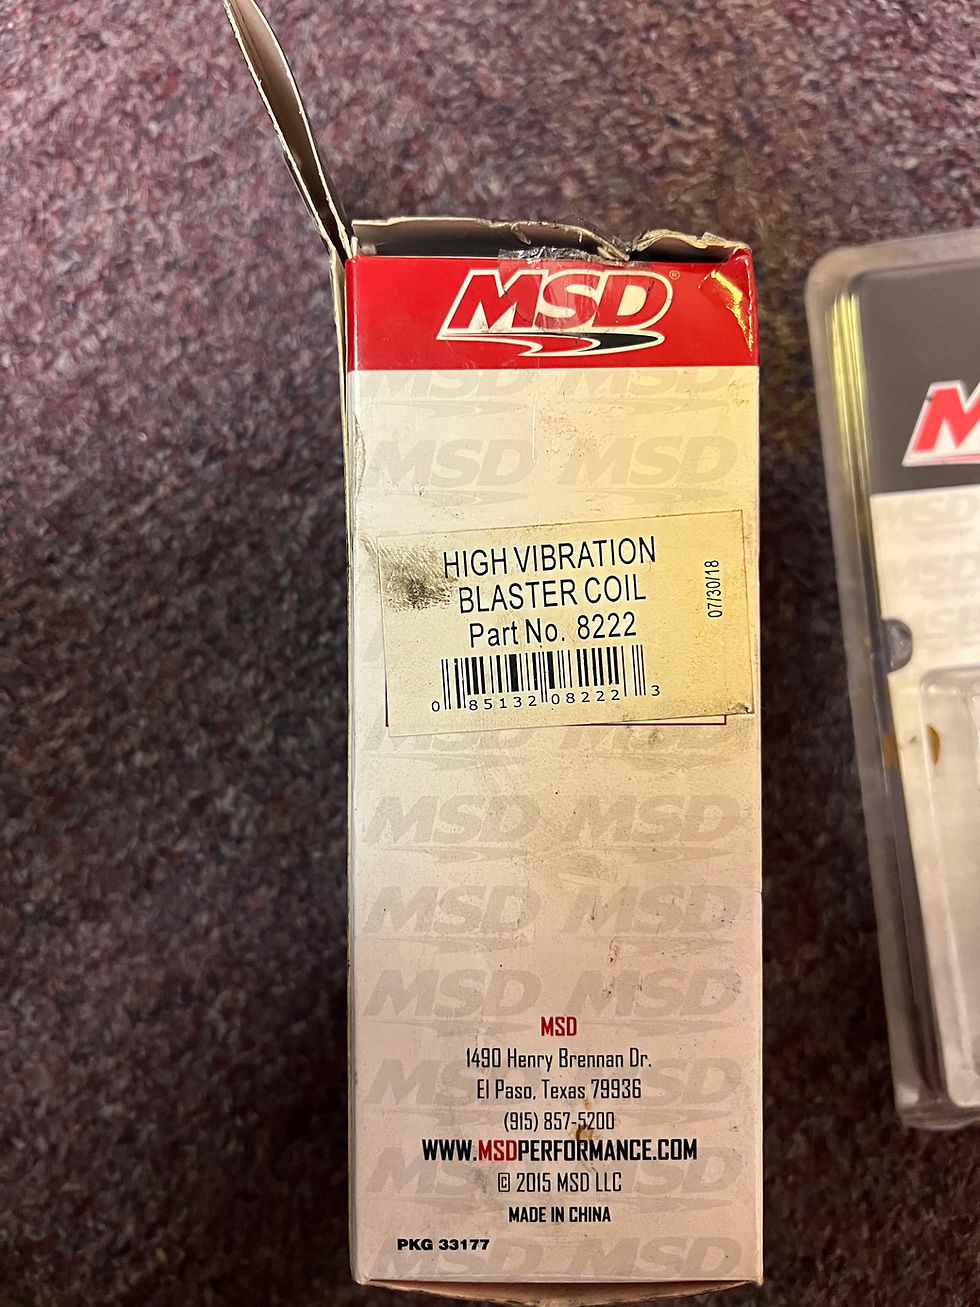 MSD®
HIGH VIBRATION
BLASTER COIL
Part No. 8222
07/30/18
0 85132 08222 3
MSD
1490 Henry Brennan Dr.
El Paso, Texas 79936
(915) 857-5200
WWW.MSDPERFORMANCE.COM
© 2015 MSD LLC
MADE IN CHINA
PKG 33177